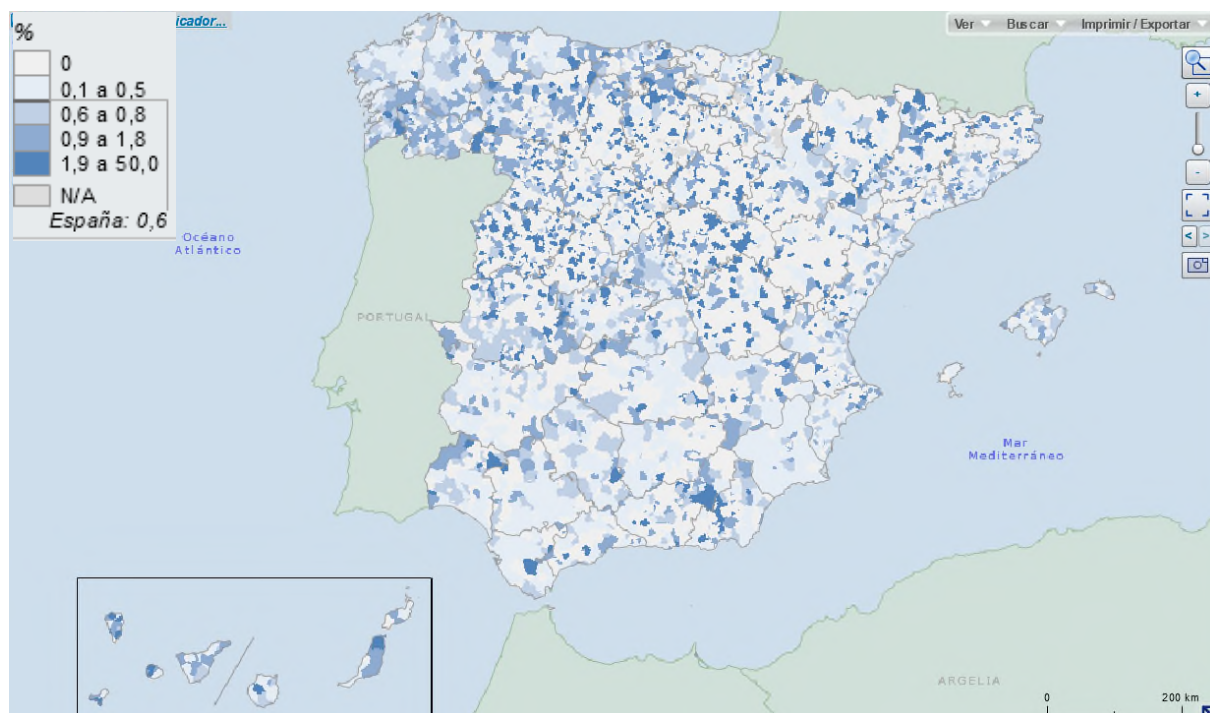 icador...
%
0
0,1 a 0,5
0,6 a 0,8
0,9 a 1,8
1,9 a 50,0
N/A
España: 0,6
Ver
Buscar
Imprimir / Exportar
+
-
<
>
Océano
Atlántico
PORTUGAL
Mar
Mediterráneo
ARGELIA
0
200 km